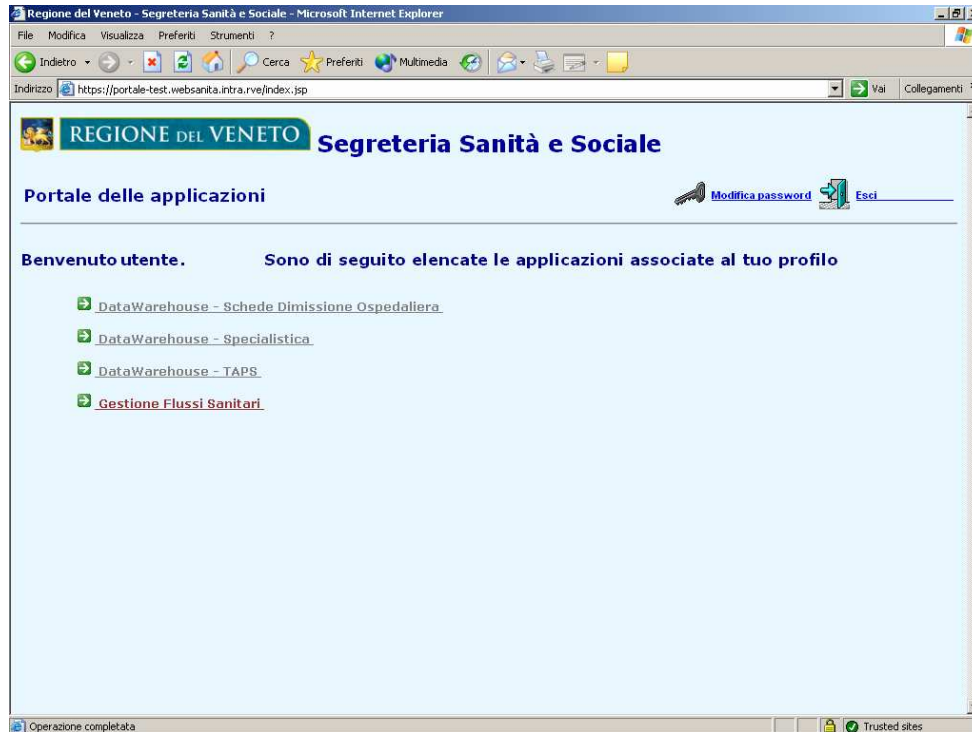 Regione del Veneto - Segreteria Sanità e Sociale - Microsoft Internet Explorer
File Modifica Visualizza Preferiti Strumenti ?
Indietro Cerca Preferiti Multimedia
Indirizzo https://portale-test.websanita.intra.rve/index.jsp Vai Collegamenti
REGIONE DEL VENETO Segreteria Sanità e Sociale
Portale delle applicazioni Modifica password Esci
Benvenuto utente. Sono di seguito elencate le applicazioni associate al tuo profilo
DataWarehouse - Schede Dimissione Ospedaliera
DataWarehouse - Specialistica
DataWarehouse - TAPS
Gestione Flussi Sanitari
Operazione completata Trusted sites